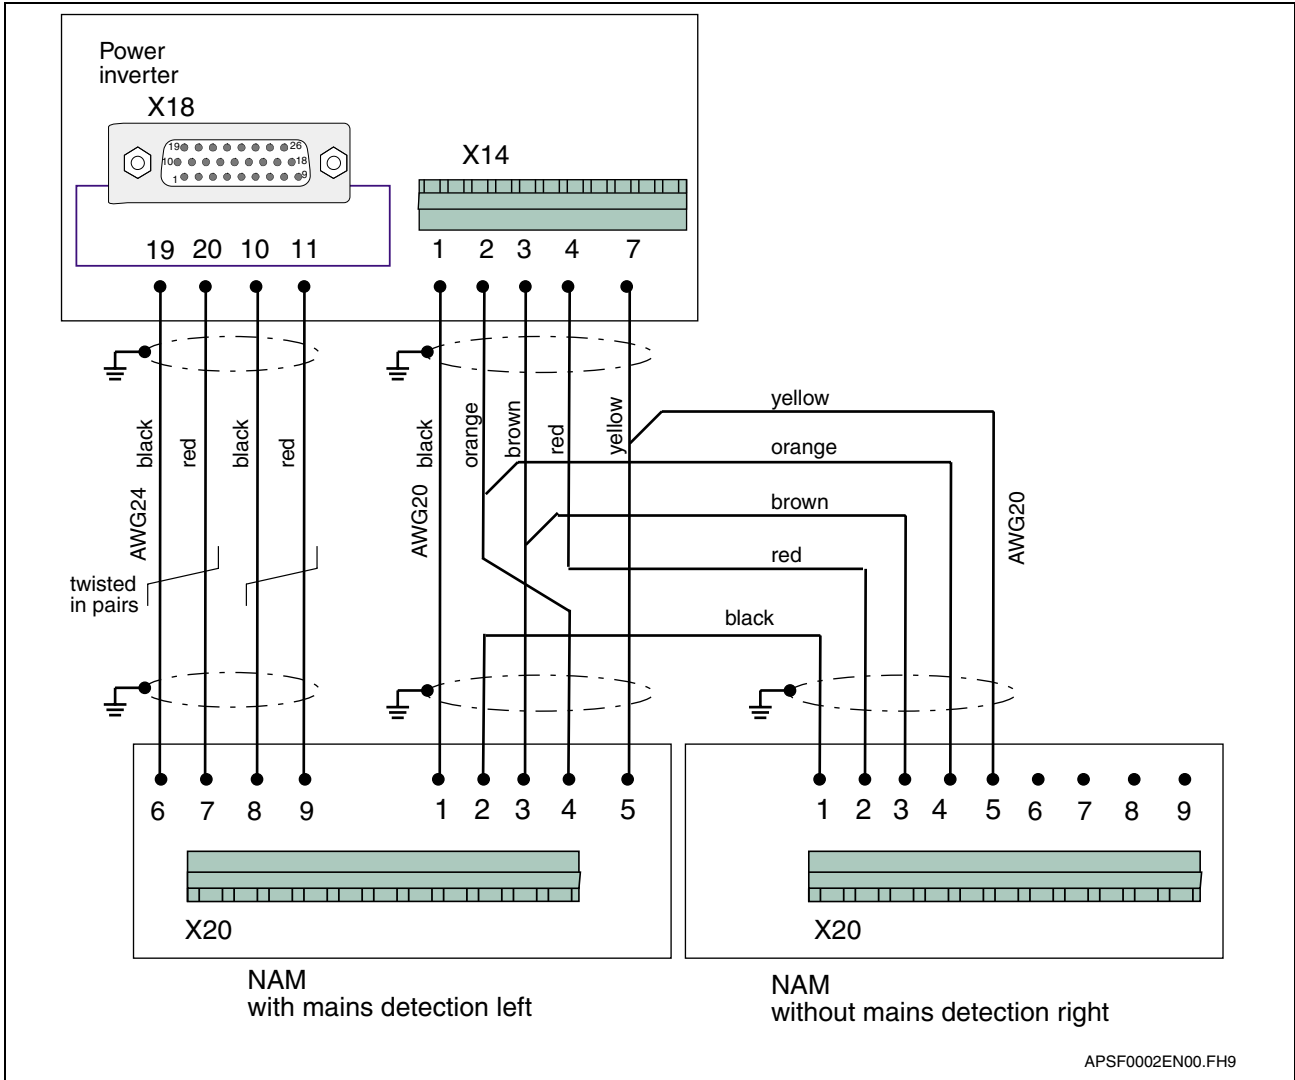 Power
inverter
X18
19 26
10 18
1 9
X14
19 20 10 11
1 2 3 4 7
black
red
black
red
AWG24
twisted
in pairs
black
orange
brown
red
yellow
AWG20
yellow
orange
brown
red
black
AWG20
6 7 8 9 1 2 3 4 5
1 2 3 4 5 6 7 8 9
X20
X20
NAM
with mains detection left
NAM
without mains detection right
APSF0002EN00.FH9